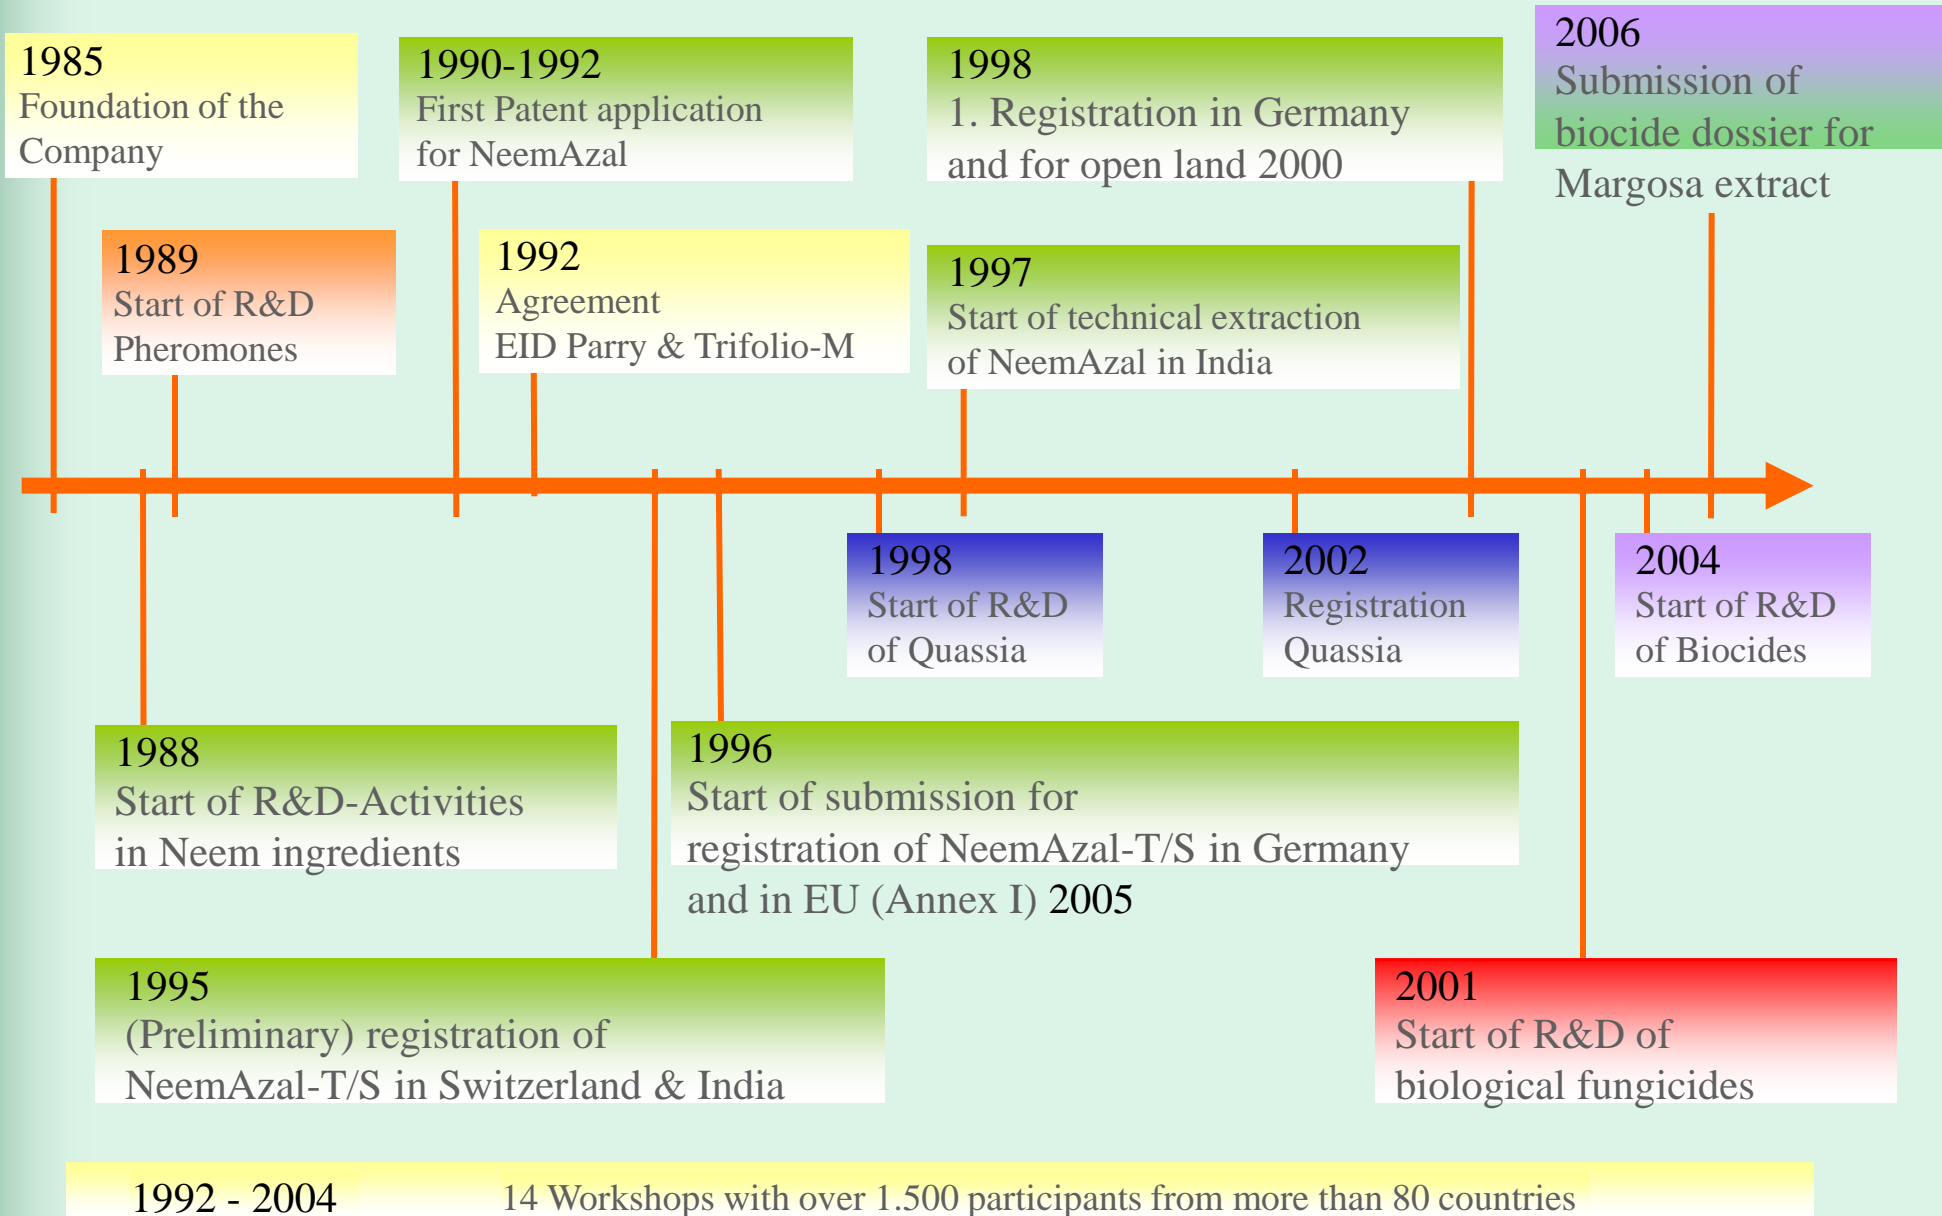 1985
Foundation of the
Company
1990-1992
First Patent application
for NeemAzal
1998
1. Registration in Germany
and for open land 2000
2006
Submission of
biocide dossier for
Margosa extract
1989
Start of R&D
Pheromones
1992
Agreement
EID Parry & Trifolio-M
1997
Start of technical extraction
of NeemAzal in India
1998
Start of R&D
of Quassia
2002
Registration
Quassia
2004
Start of R&D
of Biocides
1988
Start of R&D-Activities
in Neem ingredients
1996
Start of submission for
registration of NeemAzal-T/S in Germany
and in EU (Annex I) 2005
1995
(Preliminary) registration of
NeemAzal-T/S in Switzerland & India
2001
Start of R&D of
biological fungicides
1992 - 2004 14 Workshops with over 1.500 participants from more than 80 countries